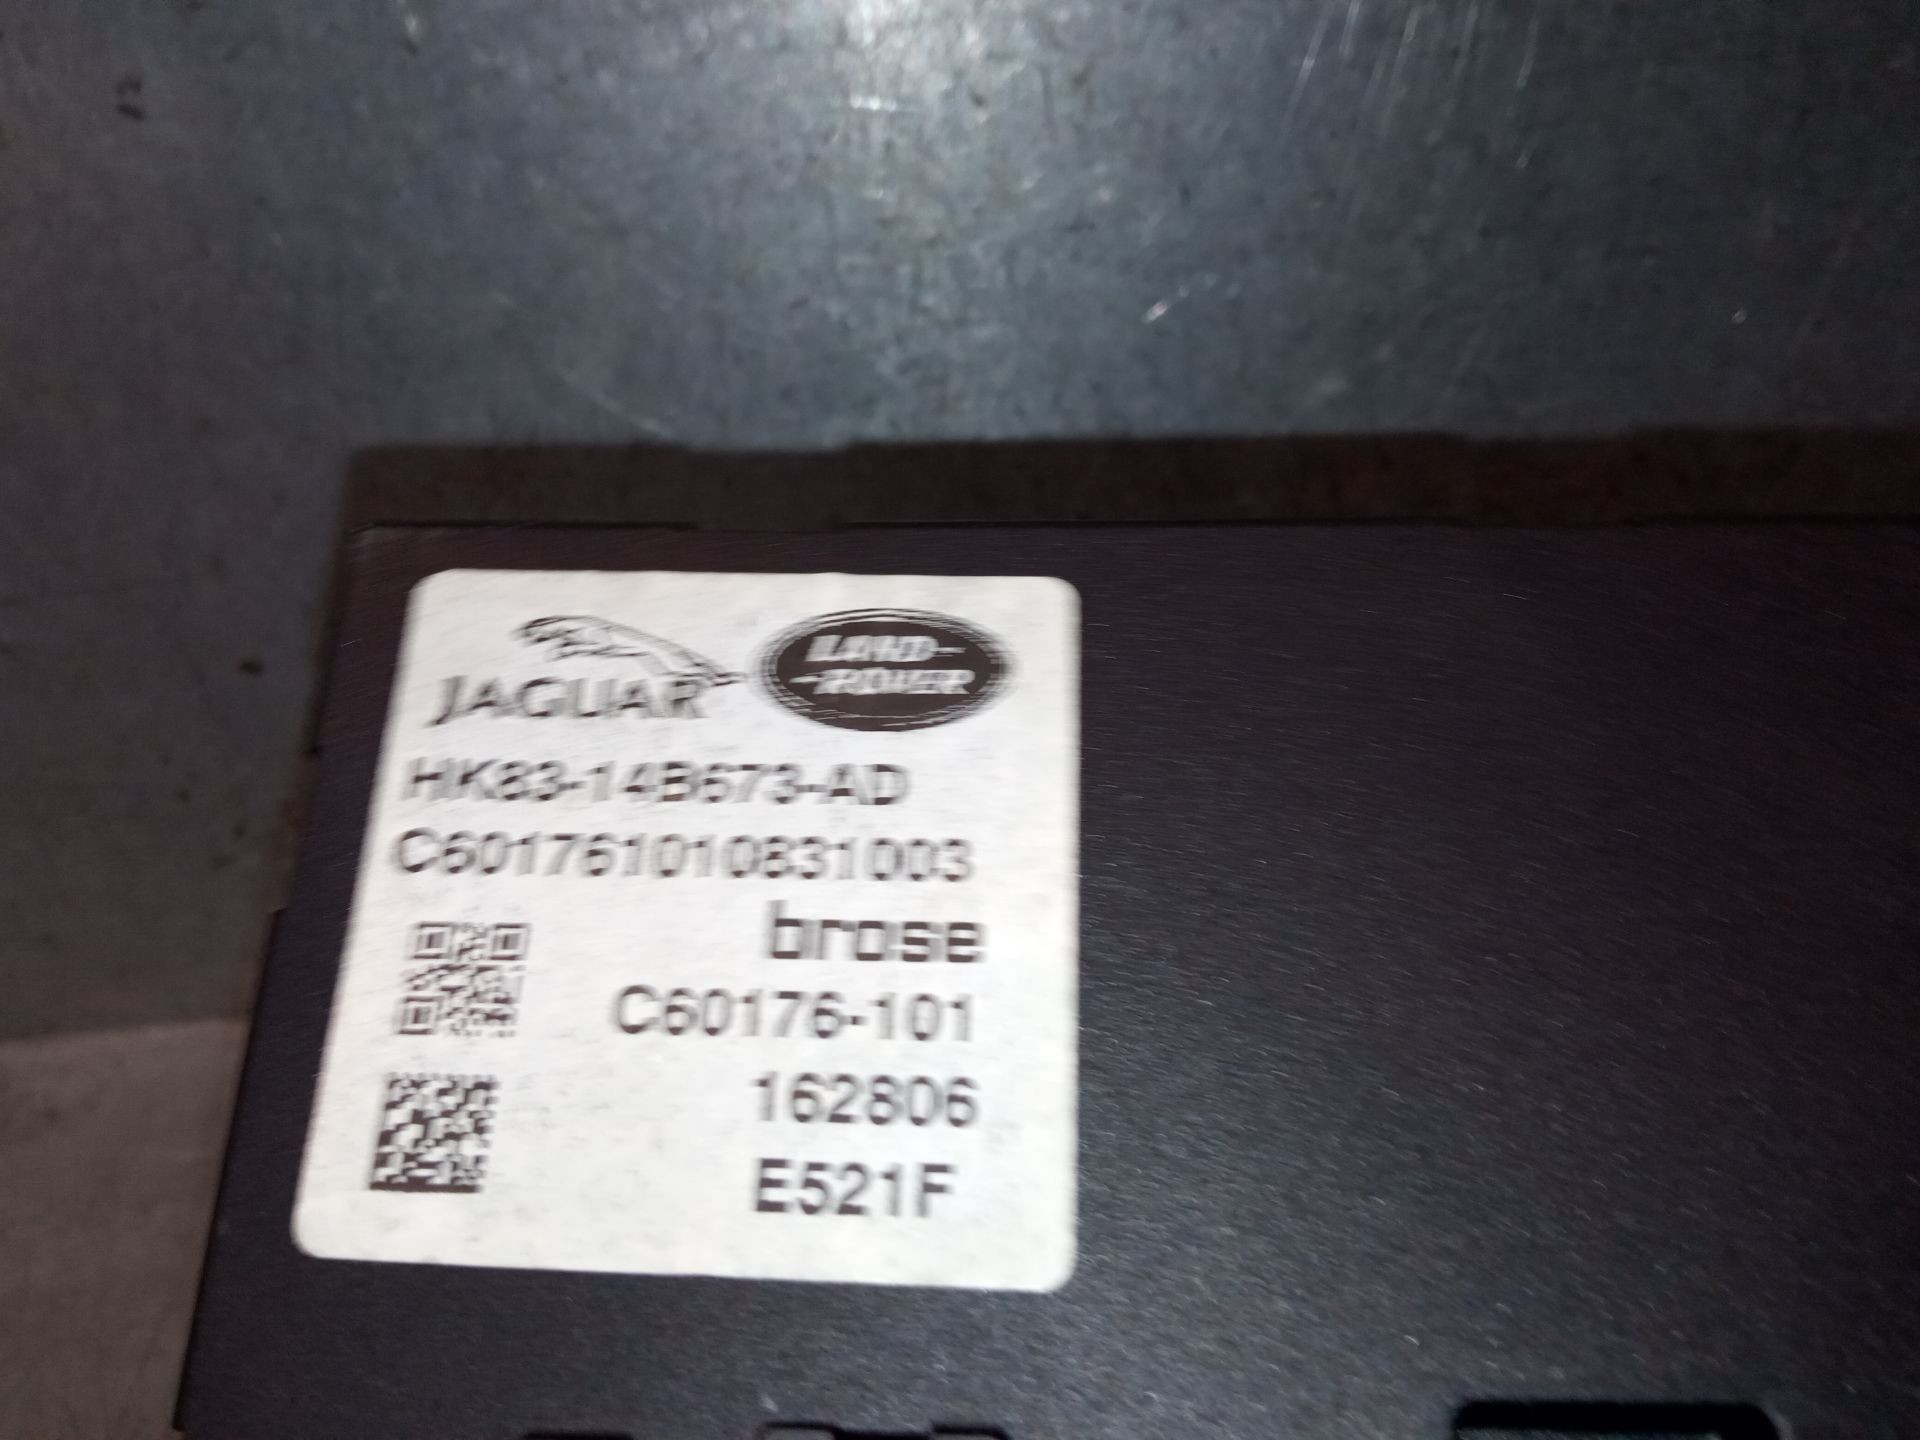 JAGUAR
LAND-
-ROVER
HK83-14B673-AD
C601761010831003
brose
C60176-101
162806
E521F